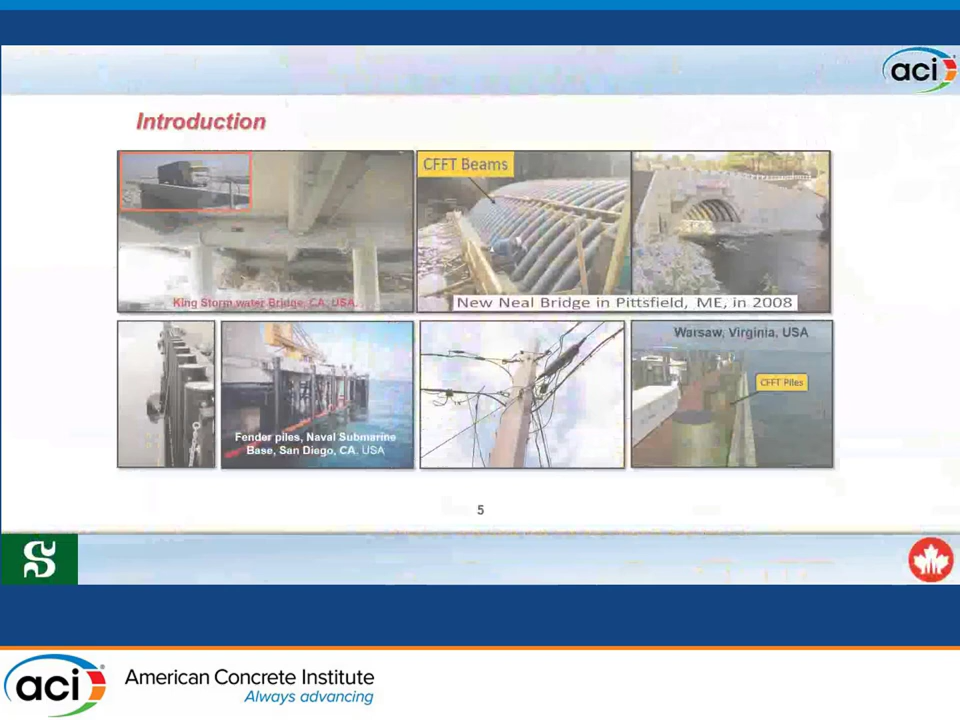 aci
Introduction
CFFT Beams
King Storm water Bridge, CA, USA.
New Neal Bridge in Pittsfield, ME, in 2008
Warsaw, Virginia, USA
CFFT Piles
Fender piles, Naval Submarine
Base, San Diego, CA. USA
5
aci
American Concrete Institute
Always advancing